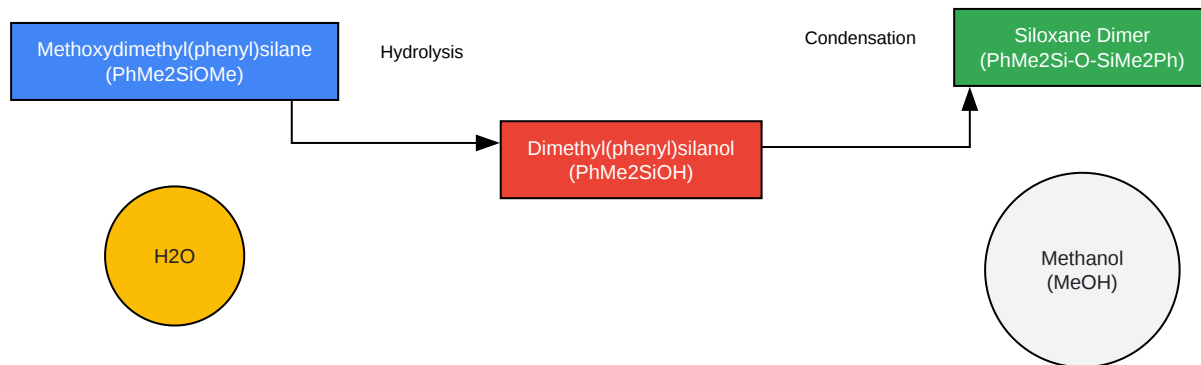 Methoxydimethyl(phenyl)silane
(PhMe2SiOMe)
Hydrolysis
Condensation
Siloxane Dimer
(PhMe2Si-O-SiMe2Ph)
Dimethyl(phenyl)silanol
(PhMe2SiOH)
H2O
Methanol
(MeOH)